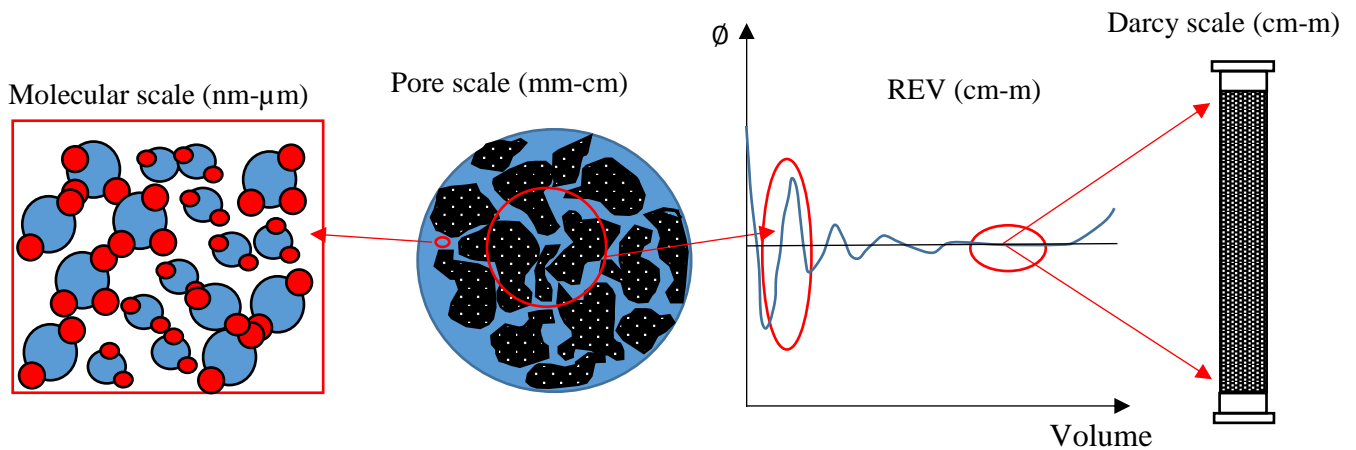 Molecular scale (nm-µm)
Pore scale (mm-cm)
Ø
REV (cm-m)
Darcy scale (cm-m)
Volume